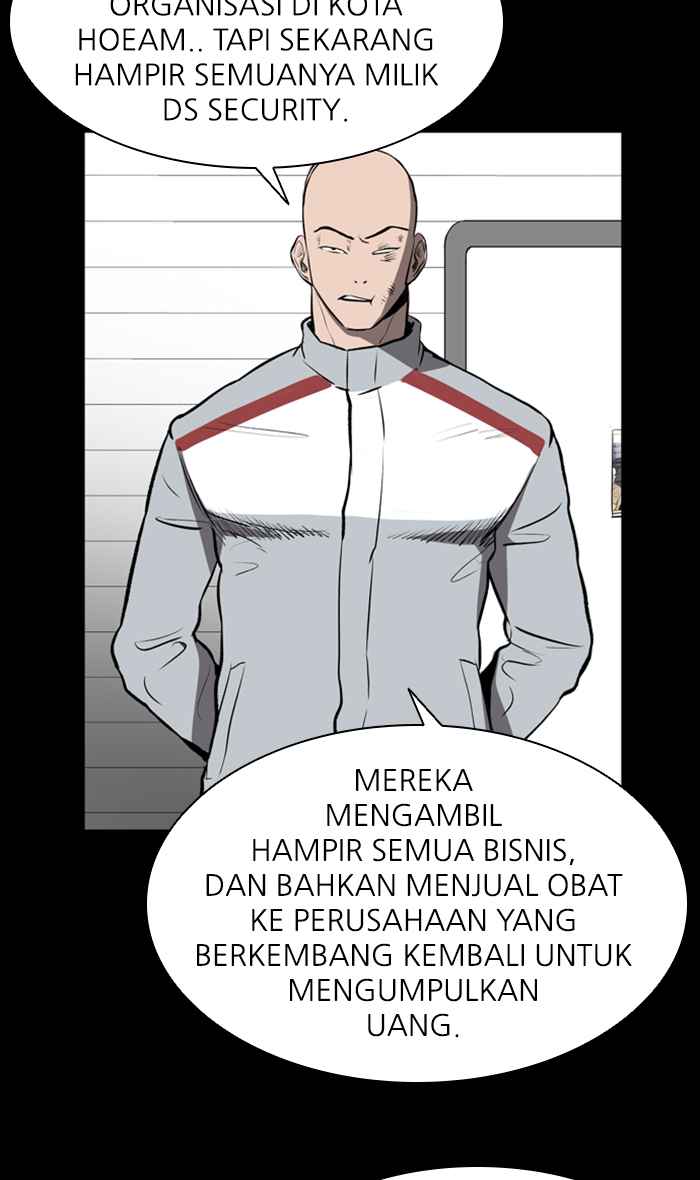 ORGANISASI DI KOTA
HOEAM.. TAPI SEKARANG
HAMPIR SEMUANYA MILIK
DS SECURITY.
MEREKA
MENGAMBIL
HAMPIR SEMUA BISNIS,
DAN BAHKAN MENJUAL OBAT
KE PERUSAHAAN YANG
BERKEMBANG KEMBALI UNTUK
MENGUMPULKAN
UANG.